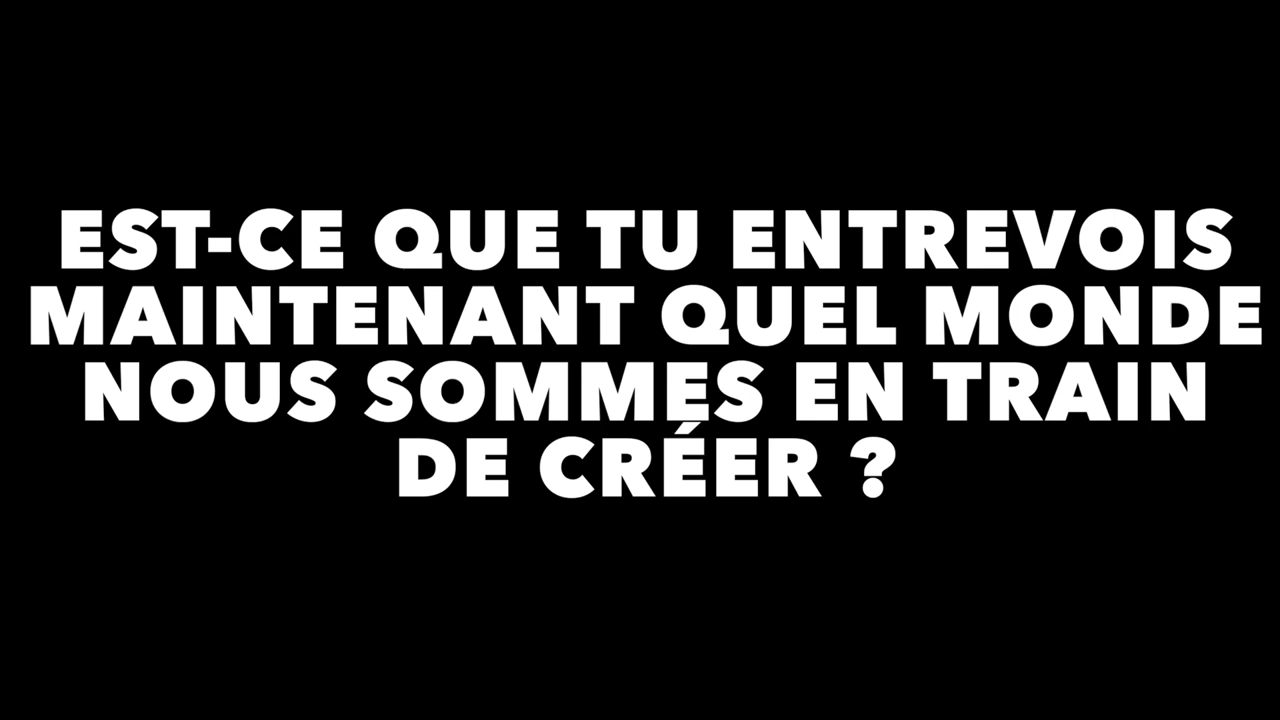 EST-CE QUE TU ENTREVOIS
MAINTENANT QUEL MONDE
NOUS SOMMES EN TRAIN
DE CRÉER ?